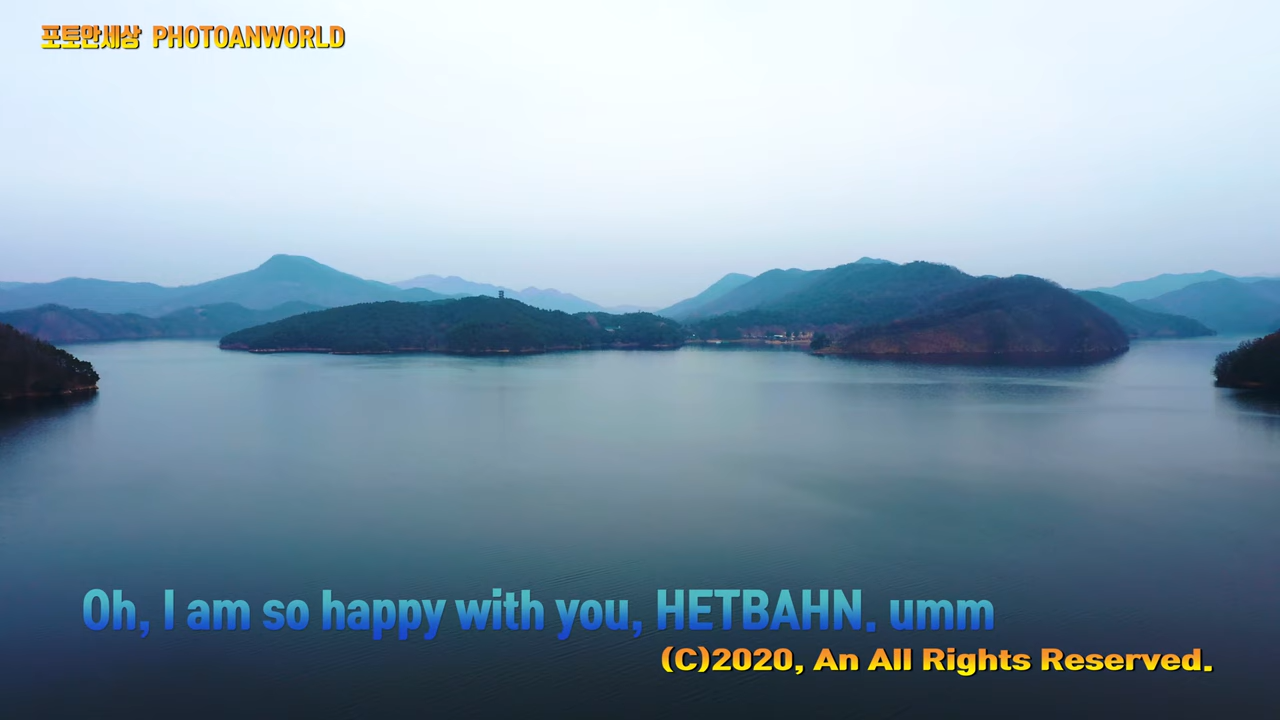 포토안세상 PHOTOANWORLD
Oh, I am so happy with you, HETBAHN. umm
(C)2020, An All Rights Reserved.